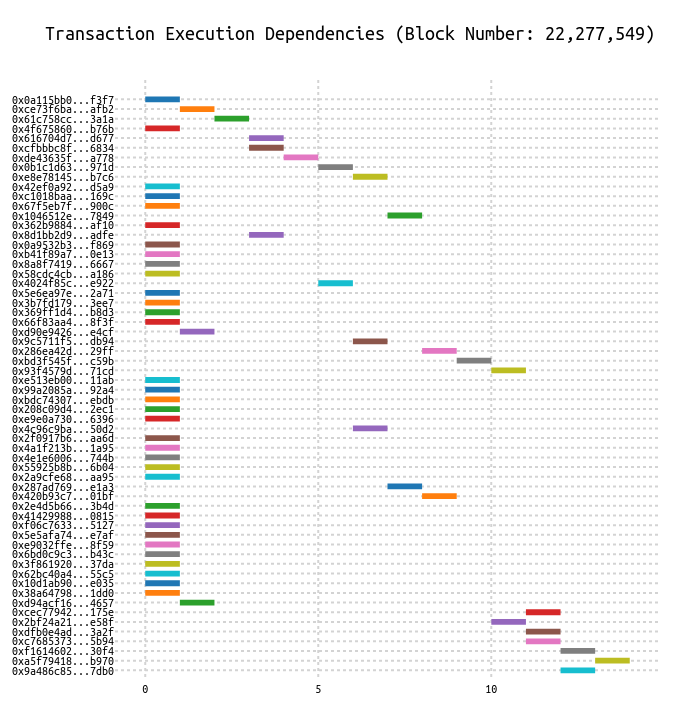 Transaction Execution Dependencies (Block Number: 22,277,549)
0x0a115bb0...f3f7
0xce73f6ba...afb2
0x61c758cc...3a1a
0x4f675860...b76b
0x616704d7...d677
0xcfbbbc8f...6834
0xde43635f...a778
0x0b1c1d63...971d
0xe8e78145...b7c6
0x42ef0a92...d5a9
0xc1018baa...169c
0x67f5eb7f...900c
0x1046512e...7849
0x362b9884...af10
0x8d1bb2d9...adfe
0x0a9532b3...f869
0xb41f89a7...0e13
0x8a8f7419...6667
0x58cdc4cb...a186
0x4024f85c...e922
0x5e6ea97e...2a71
0x3b7fd179...3ee7
0x369ff1d4...b8d3
0x66f83aa4...8f3f
0xd90e9426...e4cf
0x9c5711f5...db94
0x286ea42d...29ff
0xbd3f545f...c59b
0x93f4579d...71cd
0xe513eb00...11ab
0x99a2085a...92a4
0xbdc74307...ebdb
0x208c09d4...2ec1
0xe9e0a730...6396
0x4c96c9ba...50d2
0x2f0917b6...aa6d
0x4a1f213b...1a95
0x4e1e6006...744b
0x55925b8b...6b04
0x2a9cfe68...aa95
0x287ad769...e1a3
0x420b93c7...01bf
0x2e4d5b66...3b4d
0x41429988...0815
0xf06c7633...5127
0x5e5afa74...e7af
0xe9032ffe...8f59
0x6bd0c9c3...b43c
0x3f861920...37da
0x62bc40a4...55c5
0x10d1ab90...e035
0x38a64798...1dd0
0xd94acf16...4657
0xcec77942...175e
0x2bf24a21...e58f
0xdfb0e4ad...3a2f
0xc7685373...5b94
0xf1614602...30f4
0xa5f79418...b970
0x9a486c85...7db0
0 5 10